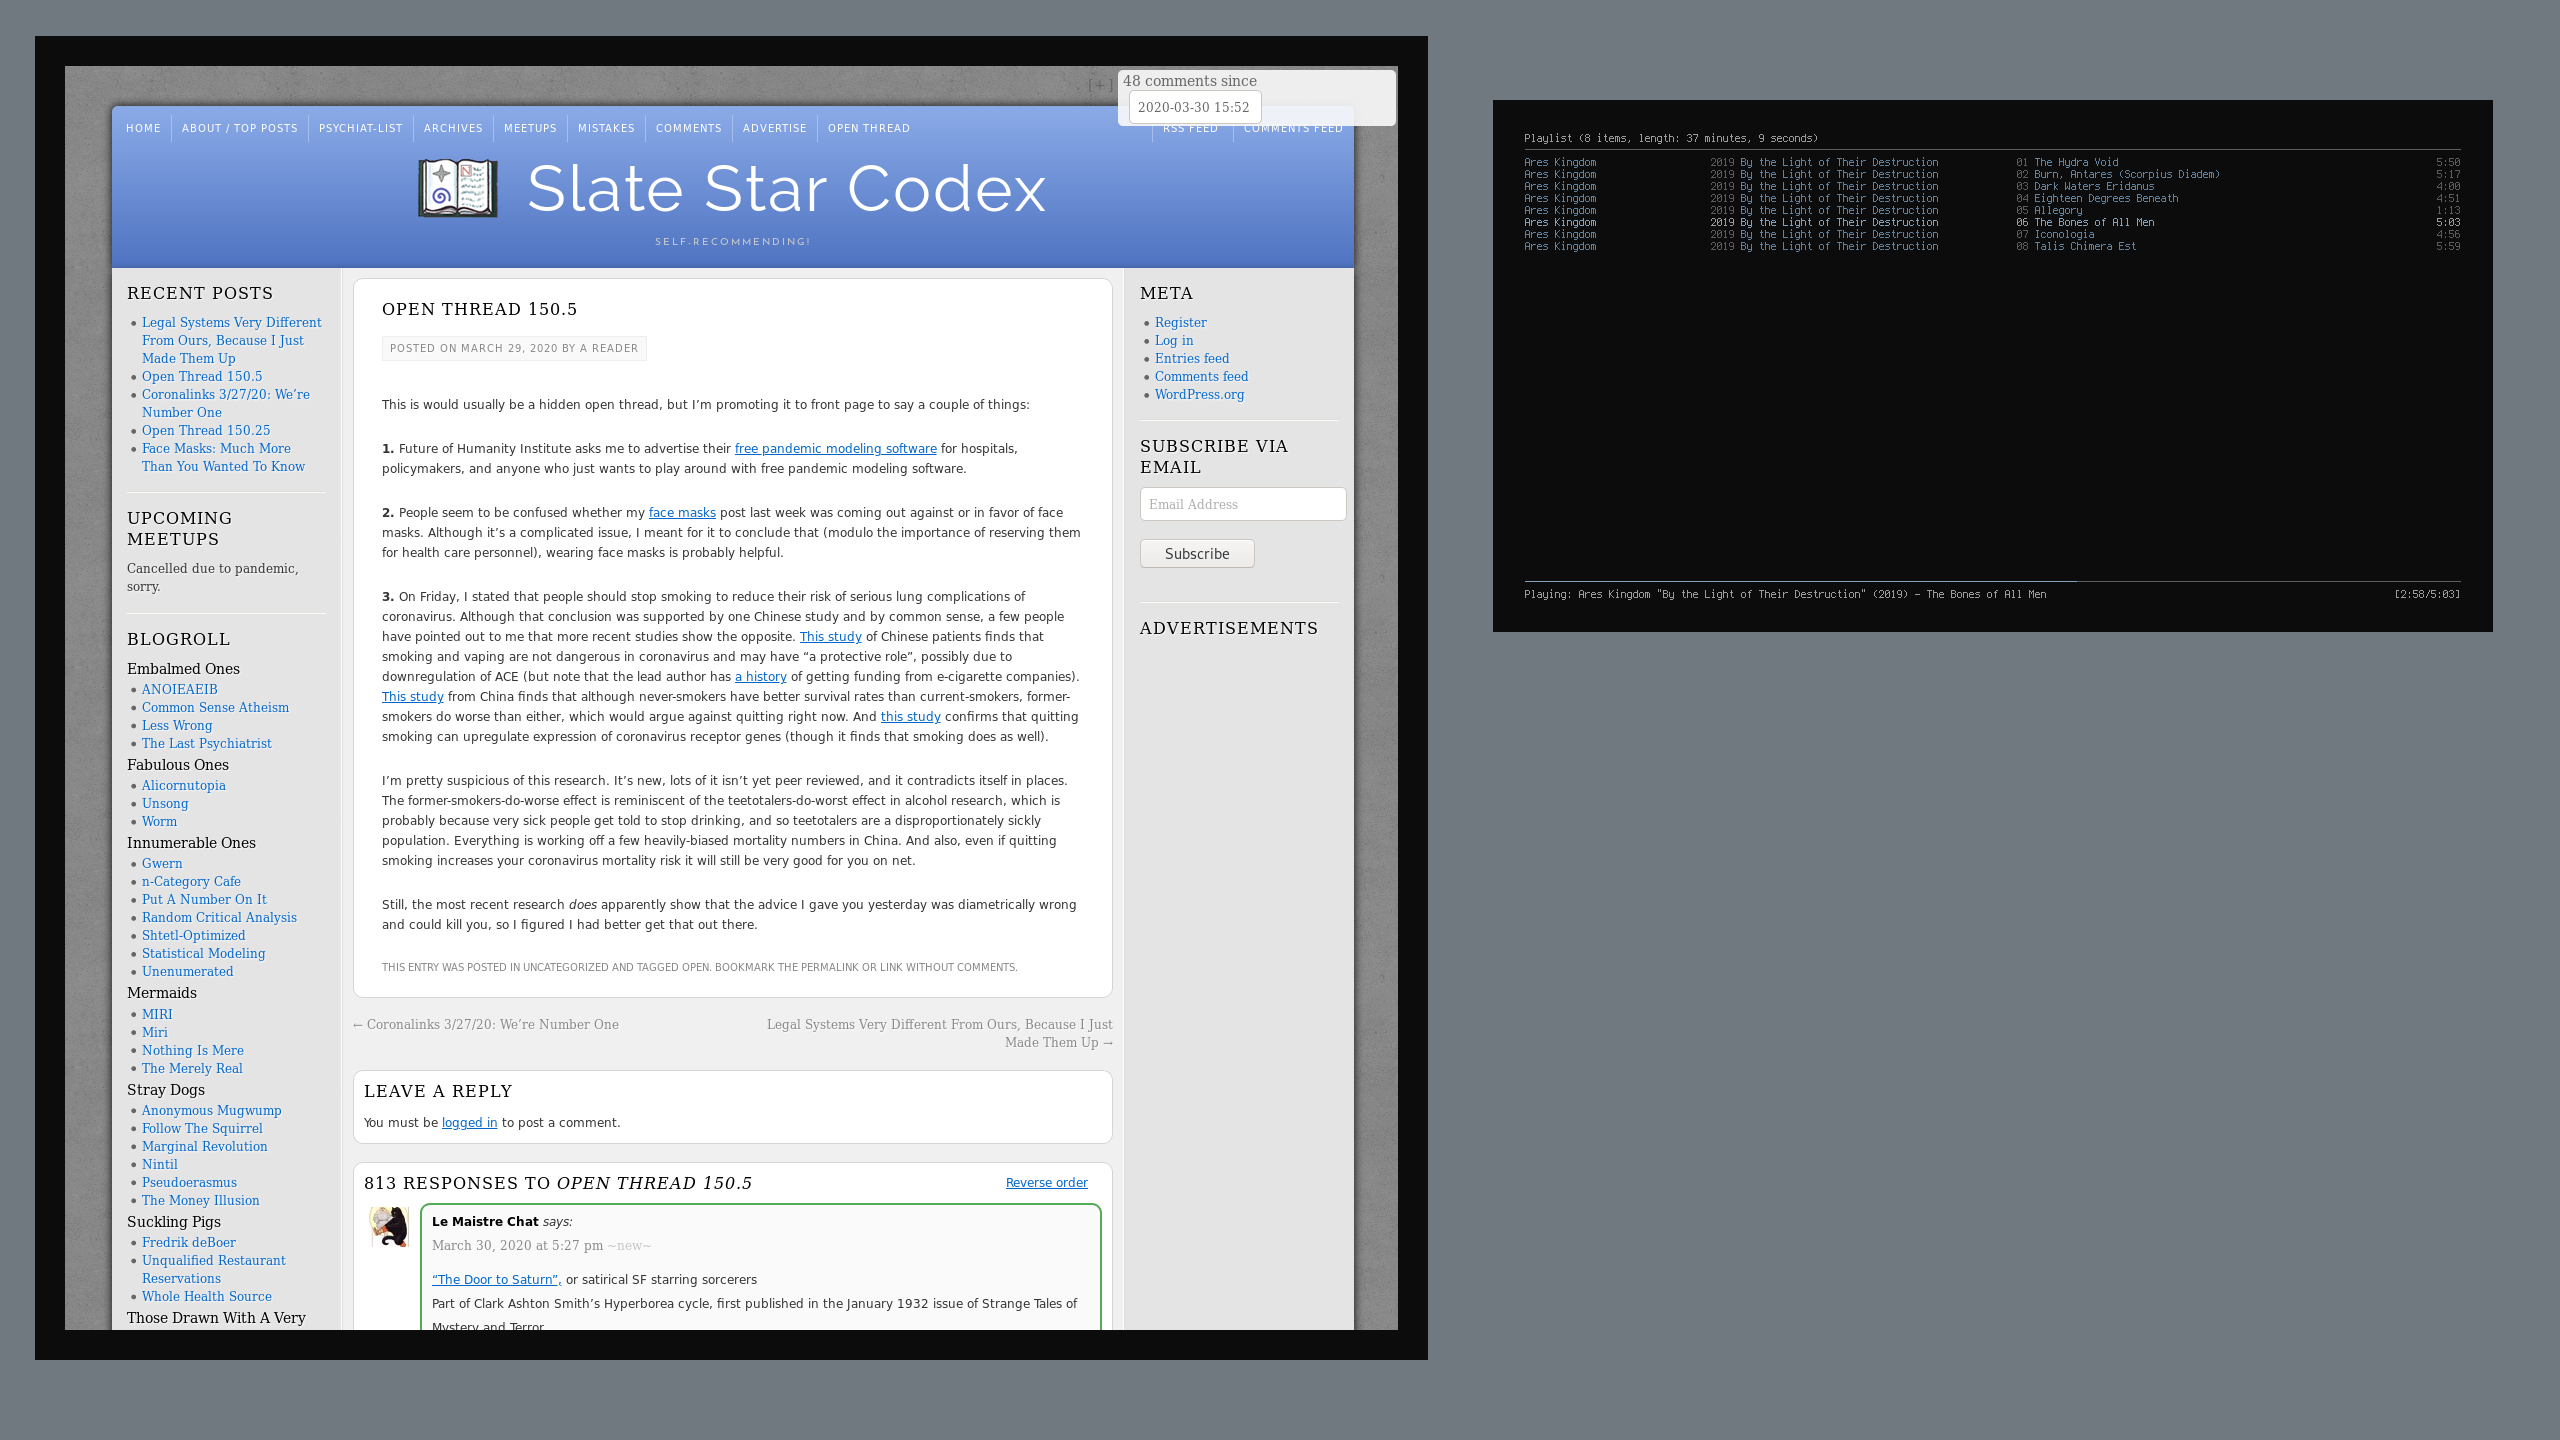 [+]
48 comments since
2020-03-30 15:52
HOME
ABOUT / TOP POSTS
PSYCHIAT-LIST
ARCHIVES
MEETUPS
MISTAKES
COMMENTS
ADVERTISE
OPEN THREAD
RSS FEED
COMMENTS FEED
Slate Star Codex
SELF-RECOMMENDING!
RECENT POSTS
Legal Systems Very Different
From Ours, Because I Just
Made Them Up
Open Thread 150.5
Coronalinks 3/27/20: We’re
Number One
Open Thread 150.25
Face Masks: Much More
Than You Wanted To Know
UPCOMING
MEETUPS
Cancelled due to pandemic,
sorry.
BLOGROLL
Embalmed Ones
ANOIEAEIB
Common Sense Atheism
Less Wrong
The Last Psychiatrist
Fabulous Ones
Alicornutopia
Unsong
Worm
Innumerable Ones
Gwern
n-Category Cafe
Put A Number On It
Random Critical Analysis
Shtetl-Optimized
Statistical Modeling
Unenumerated
Mermaids
MIRI
Miri
Nothing Is Mere
The Merely Real
Stray Dogs
Anonymous Mugwump
Follow The Squirrel
Marginal Revolution
Nintil
Pseudoerasmus
The Money Illusion
Suckling Pigs
Fredrik deBoer
Unqualified Restaurant
Reservations
Whole Health Source
Those Drawn With A Very
OPEN THREAD 150.5
POSTED ON MARCH 29, 2020 BY A READER
This is would usually be a hidden open thread, but I’m promoting it to front page to say a couple of things:
1. Future of Humanity Institute asks me to advertise their free pandemic modeling software for hospitals,
policymakers, and anyone who just wants to play around with free pandemic modeling software.
2. People seem to be confused whether my face masks post last week was coming out against or in favor of face
masks. Although it’s a complicated issue, I meant for it to conclude that (modulo the importance of reserving them
for health care personnel), wearing face masks is probably helpful.
3. On Friday, I stated that people should stop smoking to reduce their risk of serious lung complications of
coronavirus. Although that conclusion was supported by one Chinese study and by common sense, a few people
have pointed out to me that more recent studies show the opposite. This study of Chinese patients finds that
smoking and vaping are not dangerous in coronavirus and may have “a protective role”, possibly due to
downregulation of ACE (but note that the lead author has a history of getting funding from e-cigarette companies).
This study from China finds that although never-smokers have better survival rates than current-smokers, former-
smokers do worse than either, which would argue against quitting right now. And this study confirms that quitting
smoking can upregulate expression of coronavirus receptor genes (though it finds that smoking does as well).
I’m pretty suspicious of this research. It’s new, lots of it isn’t yet peer reviewed, and it contradicts itself in places.
The former-smokers-do-worse effect is reminiscent of the teetotalers-do-worst effect in alcohol research, which is
probably because very sick people get told to stop drinking, and so teetotalers are a disproportionately sickly
population. Everything is working off a few heavily-biased mortality numbers in China. And also, even if quitting
smoking increases your coronavirus mortality risk it will still be very good for you on net.
Still, the most recent research does apparently show that the advice I gave you yesterday was diametrically wrong
and could kill you, so I figured I had better get that out there.
THIS ENTRY WAS POSTED IN UNCATEGORIZED AND TAGGED OPEN. BOOKMARK THE PERMALINK OR LINK WITHOUT COMMENTS.
← Coronalinks 3/27/20: We’re Number One
Legal Systems Very Different From Ours, Because I Just
Made Them Up →
LEAVE A REPLY
You must be logged in to post a comment.
813 RESPONSES TO OPEN THREAD 150.5
Reverse order
Le Maistre Chat says:
March 30, 2020 at 5:27 pm ~new~
“The Door to Saturn”, or satirical SF starring sorcerers
Part of Clark Ashton Smith’s Hyperborea cycle, first published in the January 1932 issue of Strange Tales of
Mystery and Terror
META
Register
Log in
Entries feed
Comments feed
WordPress.org
SUBSCRIBE VIA
EMAIL
Email Address
Subscribe
ADVERTISEMENTS
Playlist (8 items, length: 37 minutes, 9 seconds)
Ares Kingdom 2019 By the Light of Their Destruction 01 The Hydra Void 5:50
Ares Kingdom 2019 By the Light of Their Destruction 02 Burn, Antares (Scorpius Diadem) 5:17
Ares Kingdom 2019 By the Light of Their Destruction 03 Dark Waters Eridanus 4:00
Ares Kingdom 2019 By the Light of Their Destruction 04 Eighteen Degrees Beneath 4:51
Ares Kingdom 2019 By the Light of Their Destruction 05 Allegory 1:13
Ares Kingdom 2019 By the Light of Their Destruction 06 The Bones of All Men 5:03
Ares Kingdom 2019 By the Light of Their Destruction 07 Iconologia 4:56
Ares Kingdom 2019 By the Light of Their Destruction 08 Talis Chimera Est 5:59
Playing: Ares Kingdom "By the Light of Their Destruction" (2019) - The Bones of All Men [2:58/5:03]